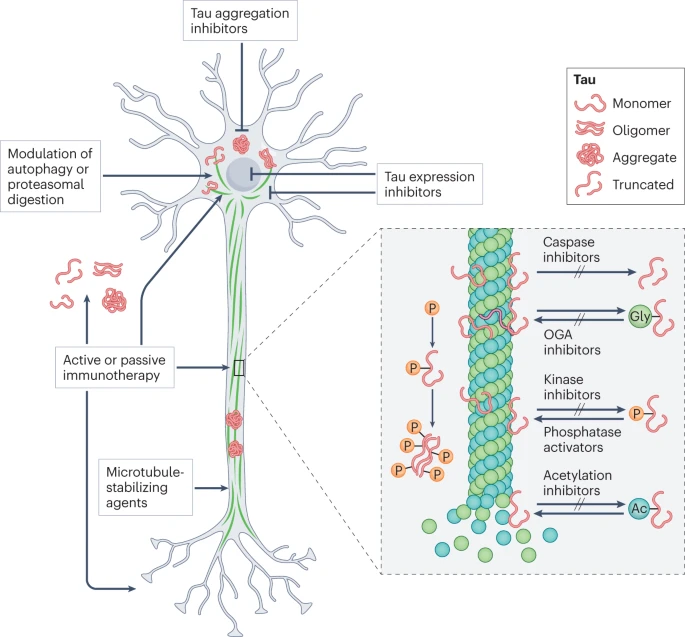 Tau aggregation
inhibitors
Tau
Monomer
Oligomer
Aggregate
Truncated
Modulation of
autophagy or
proteasomal
digestion
Tau expression
inhibitors
Active or passive
immunotherapy
Microtubule-
stabilizing
agents
Caspase
inhibitors
P
Gly
OGA
inhibitors
P
Kinase
inhibitors
P
Phosphatase
activators
P
P
P
P
P
P
Acetylation
inhibitors
Ac